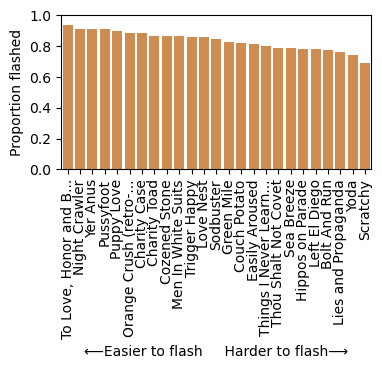 Proportion flashed
1.0
0.8
0.6
0.4
0.2
0.0
To Love, Honor and B...
Night Crawler
Yer Anus
Pussyfoot
Puppy Love
Orange Crush (retro-...
Charity Case
Charity Toad
Cozened Stone
Men In White Suits
Trigger Happy
Love Nest
Sodbuster
Green Mile
Couch Potato
Easily Aroused
Things I Never Learn...
Thou Shalt Not Covet
Sea Breeze
Hippos on Parade
Left El Diego
Bolt And Run
Lies and Propaganda
Yoda
Scratchy
⟵Easier to flash Harder to flash⟶